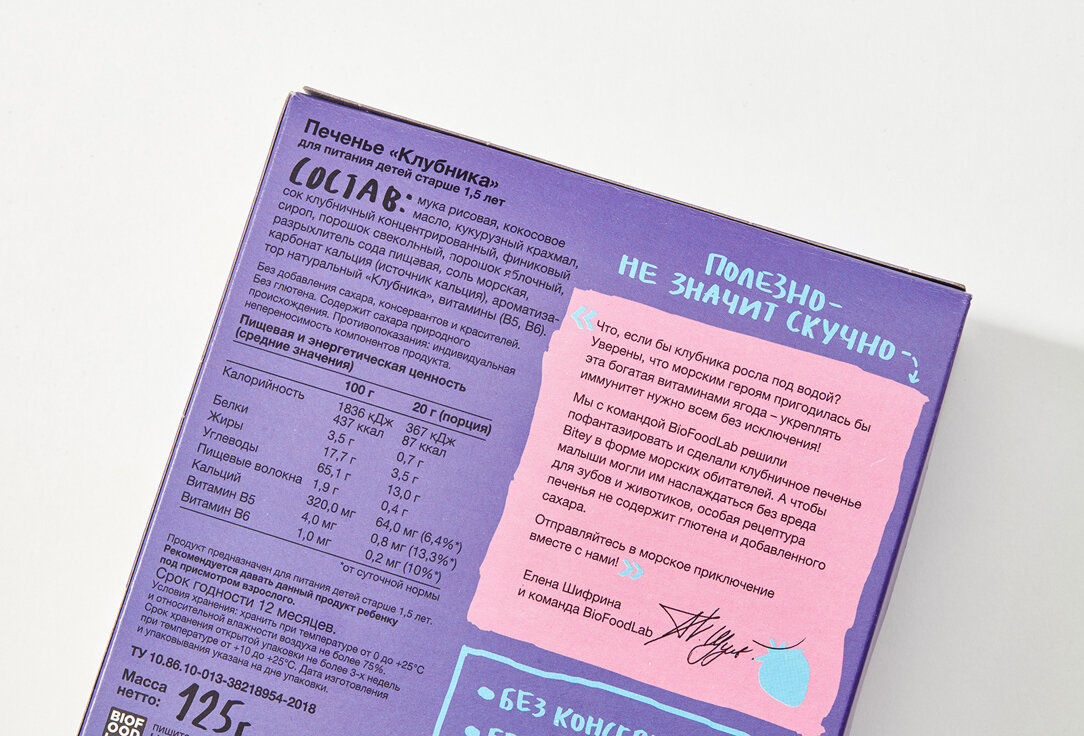 Печенье «Клубника»
для питания детей старше 1,5 лет
СОСТАВ: мука рисовая, кокосовое
масло, кукурузный крахмал,
сок клубничный концентрированный, финиковый
сироп, порошок свекольный, порошок яблочный,
разрыхлитель сода пищевая, соль морская,
карбонат кальция (источник кальция), ароматиза-
тор натуральный «Клубника», витамины (B5, B6).
Без добавления сахара, консервантов и красителей.
Без глютена. Содержит сахара природного
происхождения. Противопоказания: индивидуальная
непереносимость компонентов продукта.
Пищевая и энергетическая ценность
(средние значения)
100 г 20 г (порция)
Калорийность 1836 кДж 367 кДж
437 ккал 87 ккал
Белки 3,5 г 0,7 г
Жиры 17,7 г 3,5 г
Углеводы 65,1 г 13,0 г
Пищевые волокна 1,9 г 0,4 г
Кальций 320,0 мг 64,0 мг (6,4%*)
Витамин B5 4,0 мг 0,8 мг (13,3%*)
Витамин B6 1,0 мг 0,2 мг (10%*)
*от суточной нормы
Продукт предназначен для питания детей старше 1,5 лет.
Рекомендуется давать данный продукт ребенку
под присмотром взрослого.
Срок годности 12 месяцев.
Условия хранения: хранить при температуре от 0 до +25°C
и относительной влажности воздуха не более 75%.
Срок хранения открытой упаковки не более 3-х недель
при температуре от +10 до +25°C. Дата изготовления
и упаковывания указана на дне упаковки.
ТУ 10.86.10-013-38218954-2018
Масса
нетто: 125г
BIOF
OOD
пишит
ПОЛЕЗНО-
НЕ ЗНАЧИТ СКУЧНО-
«Что, если бы клубника росла под водой?
Уверены, что морским героям пригодилась бы
эта богатая витаминами ягода – укреплять
иммунитет нужно всем без исключения!
Мы с командой BioFoodLab решили
пофантазировать и сделали клубничное печенье
Bitey в форме морских обитателей. А чтобы
малыши могли им наслаждаться без вреда
для зубов и животиков, особая рецептура
печенья не содержит глютена и добавленного
сахара.
Отправляйтесь в морское приключение
вместе с нами!»
Елена Шифрина
и команда BioFoodLab
• БЕЗ КОНСЕ